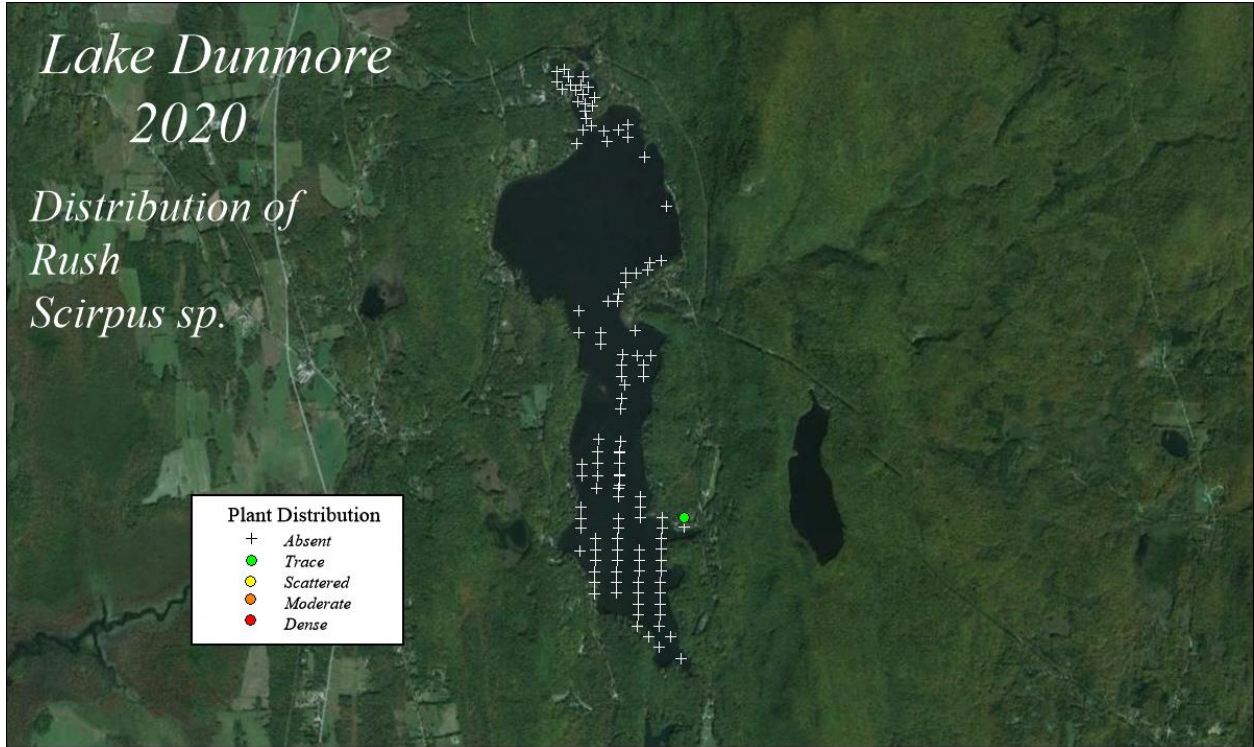 Lake Dunmore
2020
Distribution of
Rush
Scirpus sp.
Plant Distribution
Absent
Trace
Scattered
Moderate
Dense